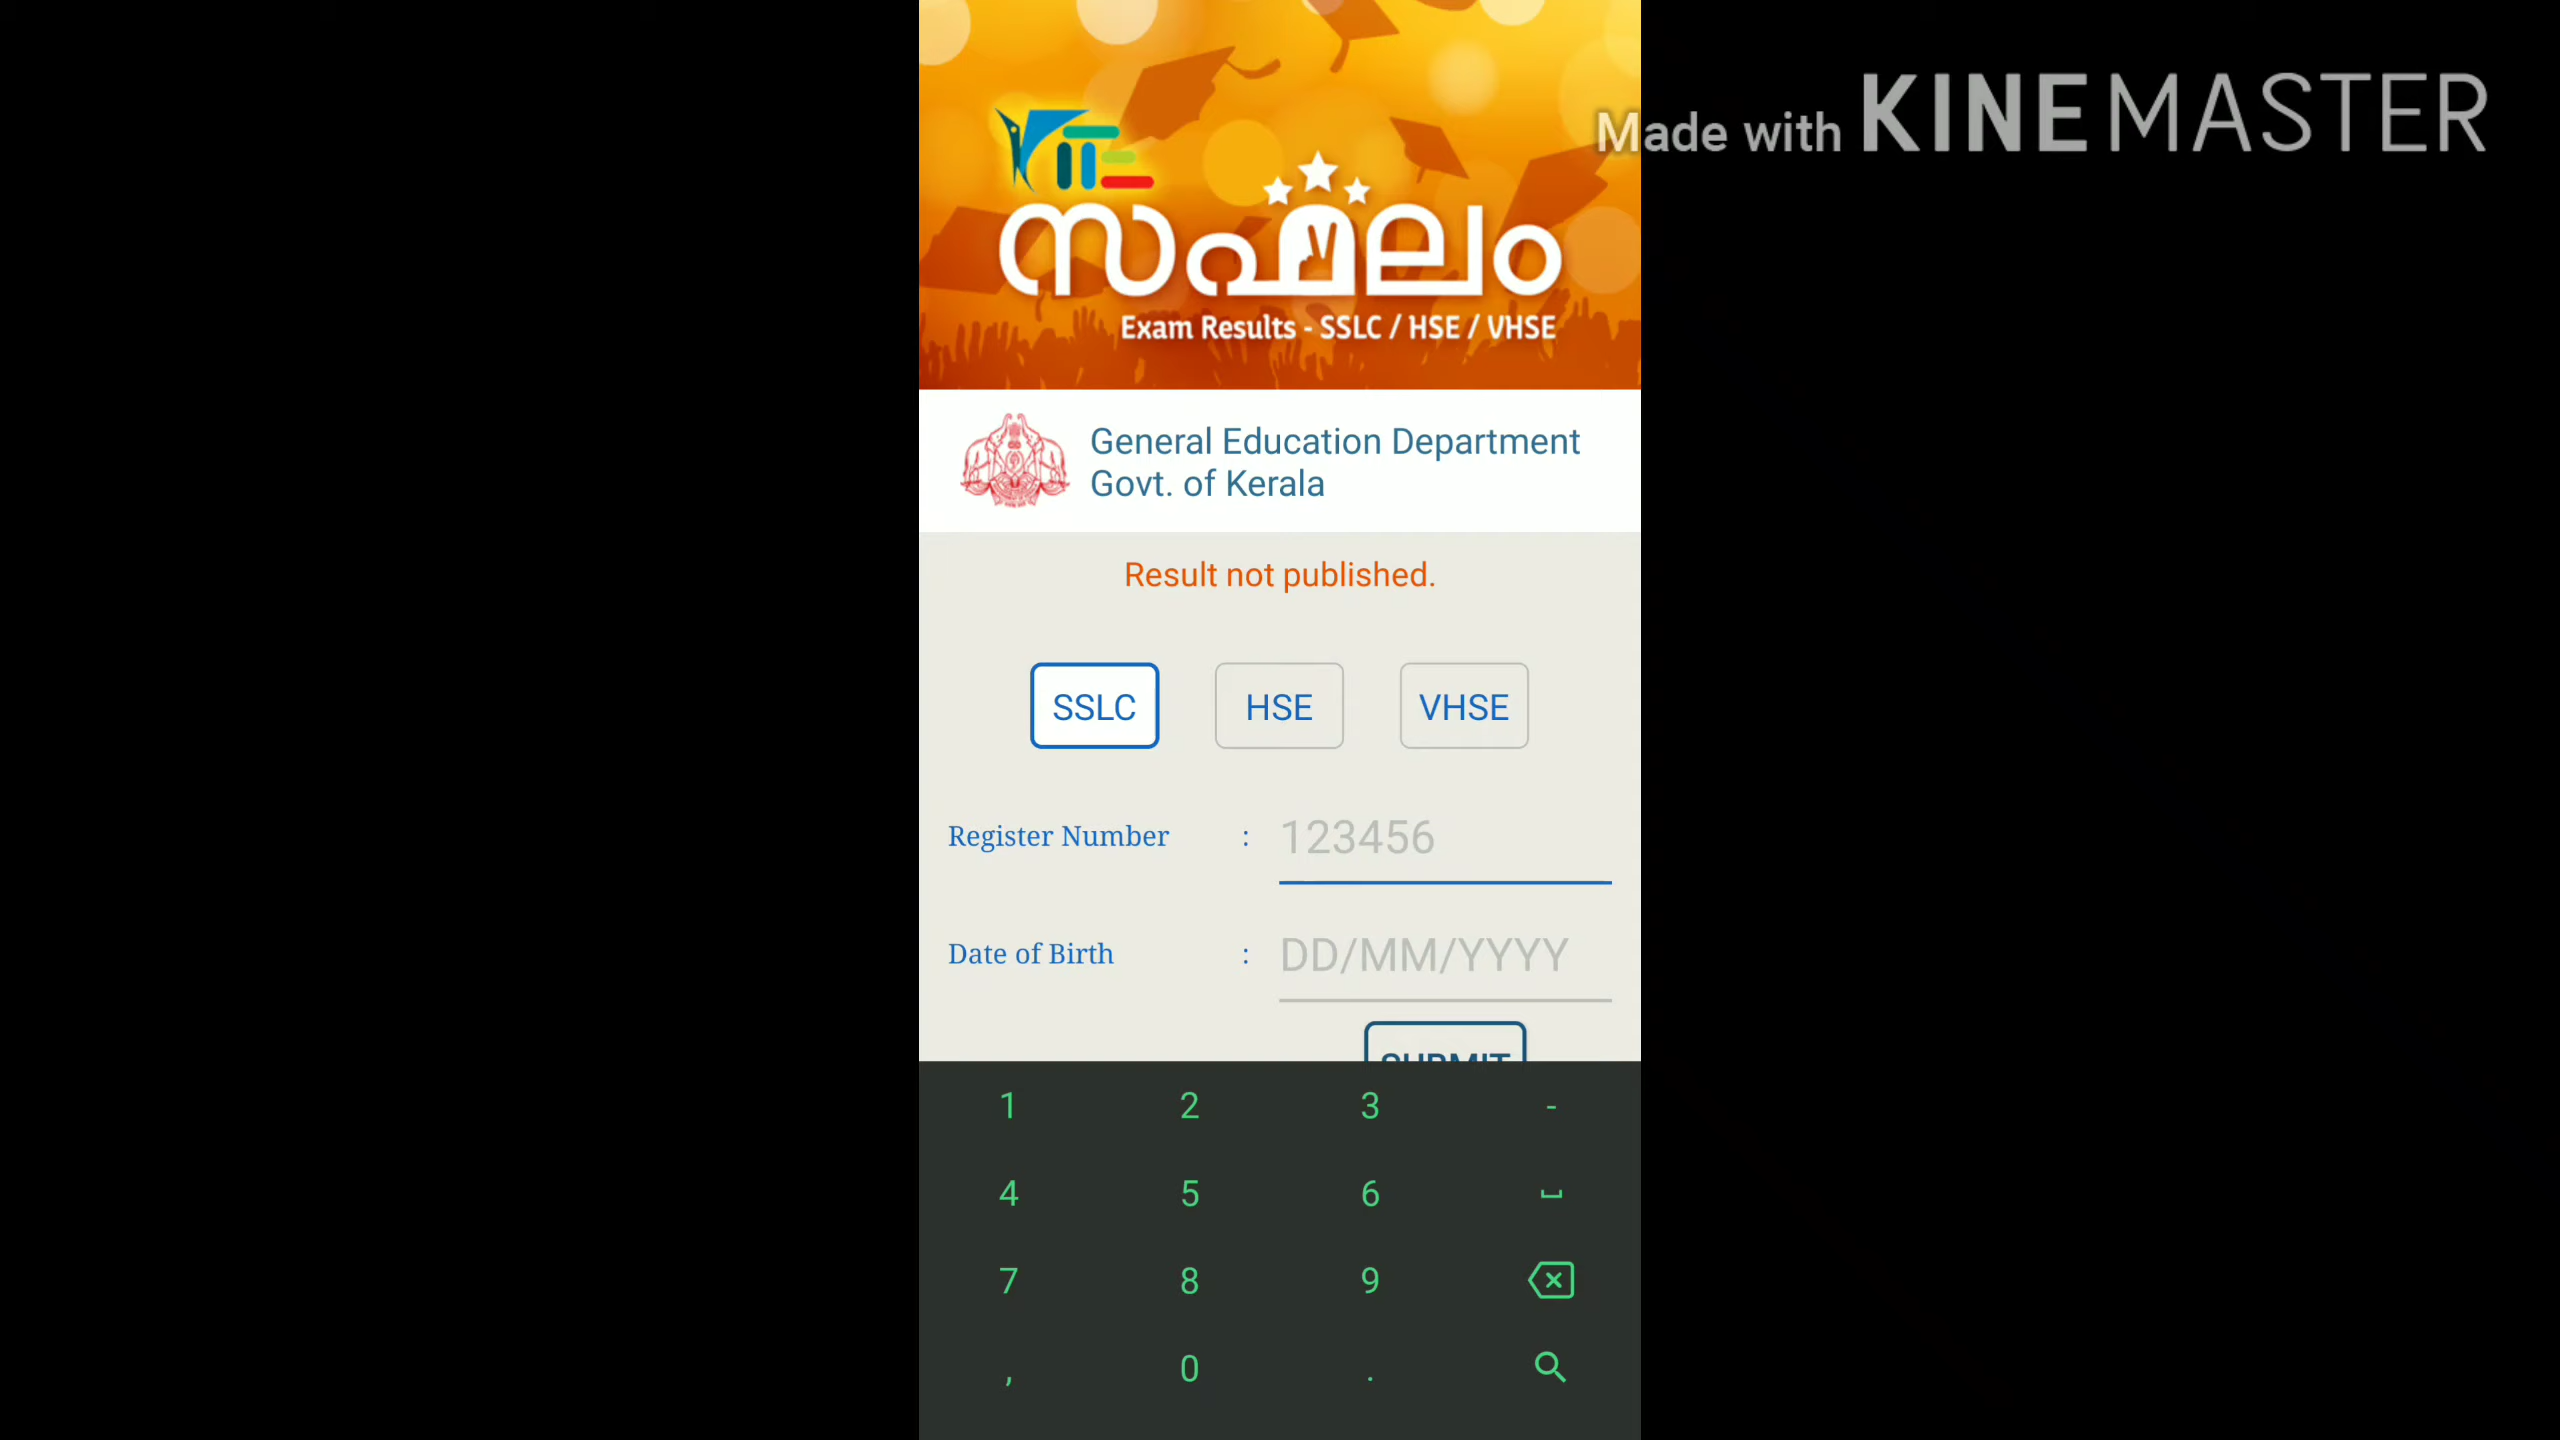 Made with KINEMASTER
സഫലം
Exam Results - SSLC / HSE / VHSE
General Education Department
Govt. of Kerala
Result not published.
SSLC HSE VHSE
Register Number : 123456
Date of Birth : DD/MM/YYYY
SUBMIT
1 2 3 -
4 5 6
7 8 9
, 0 .